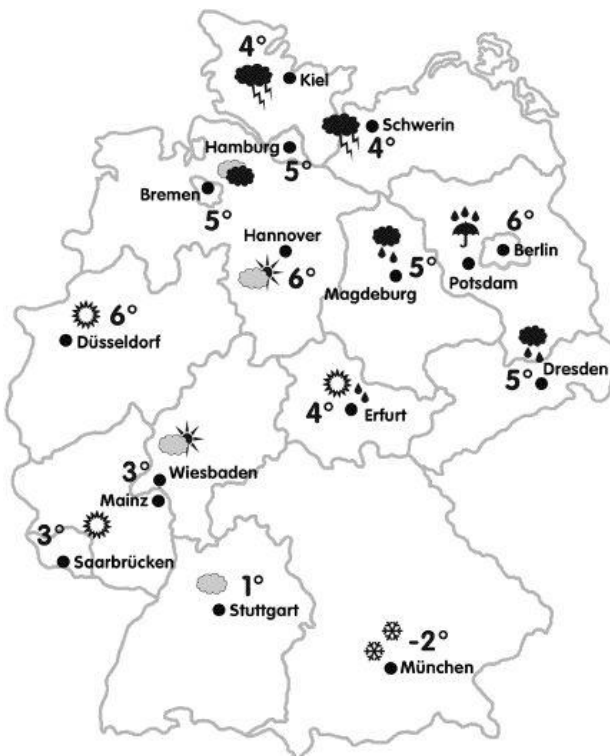 4°
Kiel
Schwerin
4°
Hamburg
5°
Bremen
5°
6°
Berlin
Hannover
6°
5°
Magdeburg
Potsdam
6°
Düsseldorf
Dresden
5°
4°
Erfurt
3°
Wiesbaden
Mainz
3°
Saarbrücken
1°
Stuttgart
-2°
München